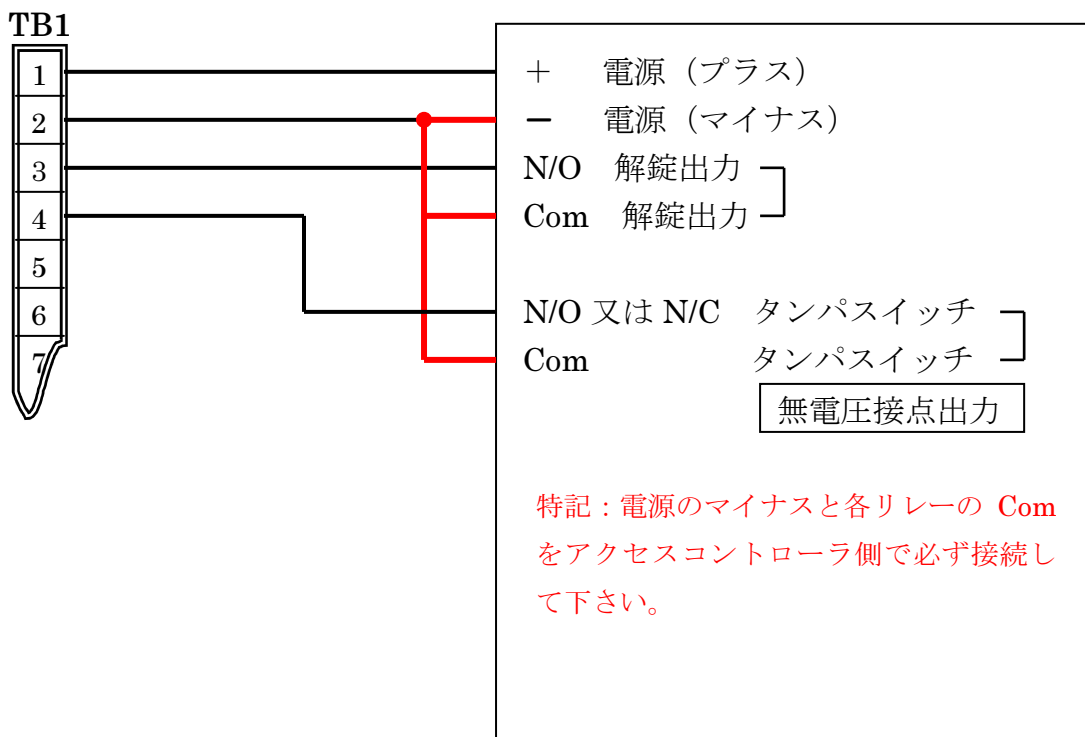 TB1
1
2
3
4
5
6
7
＋ 電源（プラス）
－ 電源（マイナス）
N/O 解錠出力
Com 解錠出力
N/O 又は N/C タンパスイッチ
Com タンパスイッチ
無電圧接点出力
特記：電源のマイナスと各リレーの Com
をアクセスコントローラ側で必ず接続し
て下さい。